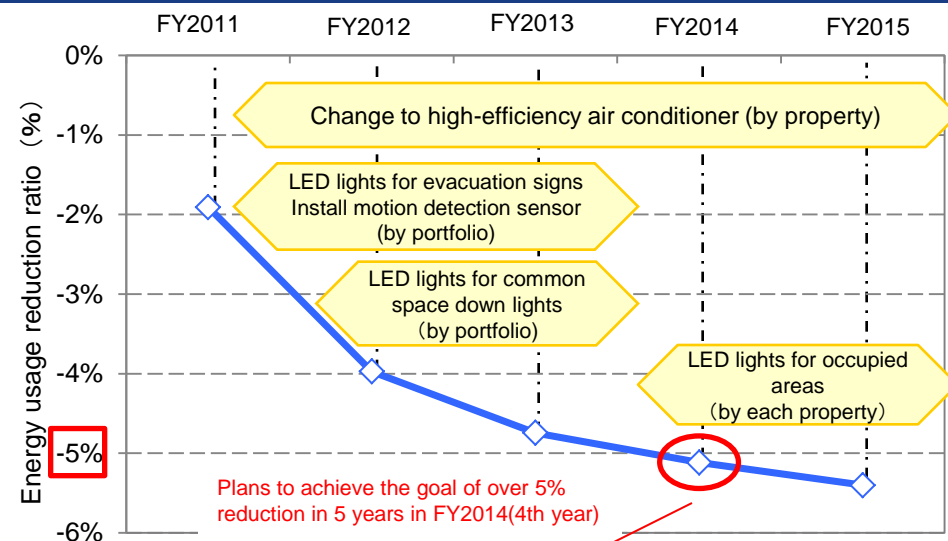 FY2011 FY2012 FY2013 FY2014 FY2015
0%
-1%
-2%
-3%
-4%
-5%
-6%
Energy usage reduction ratio (%)
Change to high-efficiency air conditioner (by property)
LED lights for evacuation signs
Install motion detection sensor
(by portfolio)
LED lights for common
space down lights
(by portfolio)
LED lights for occupied
areas
(by each property)
Plans to achieve the goal of over 5%
reduction in 5 years in FY2014(4th year)